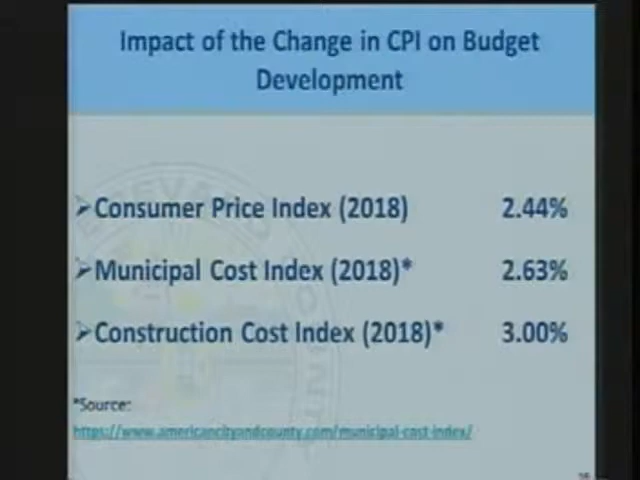 Impact of the Change in CPI on Budget
Development
➢Consumer Price Index (2018) 2.44%
➢Municipal Cost Index (2018)* 2.63%
➢Construction Cost Index (2018)* 3.00%
*Source:
https://www.americancityandcounty.com/municipal-cost-index/